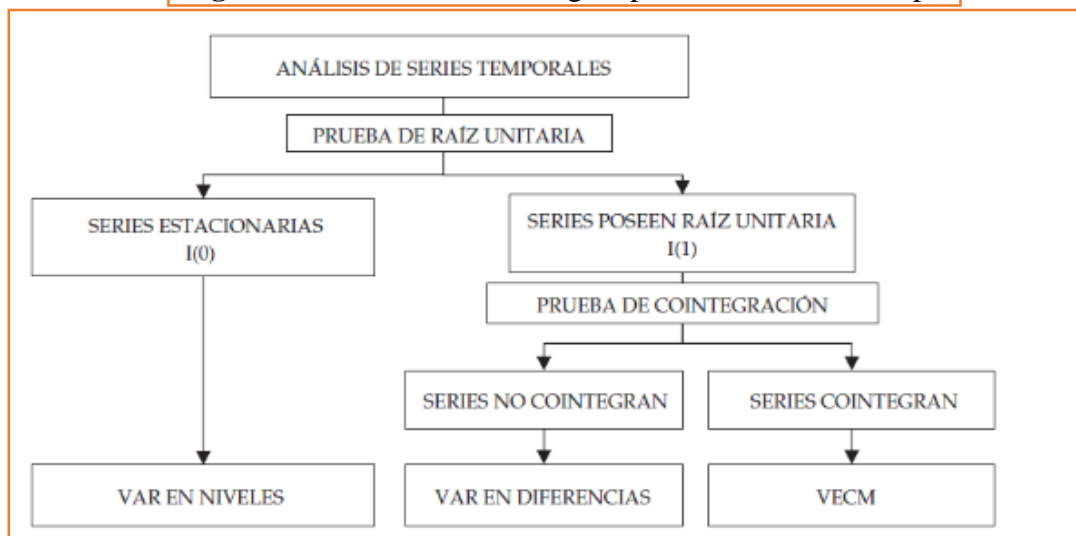 ANÁLISIS DE SERIES TEMPORALES
PRUEBA DE RAÍZ UNITARIA
SERIES ESTACIONARIAS
I(0)
SERIES POSEEN RAÍZ UNITARIA
I(1)
PRUEBA DE COINTEGRACIÓN
SERIES NO COINTEGRAN
SERIES COINTEGRAN
VAR EN NIVELES
VAR EN DIFERENCIAS
VECM